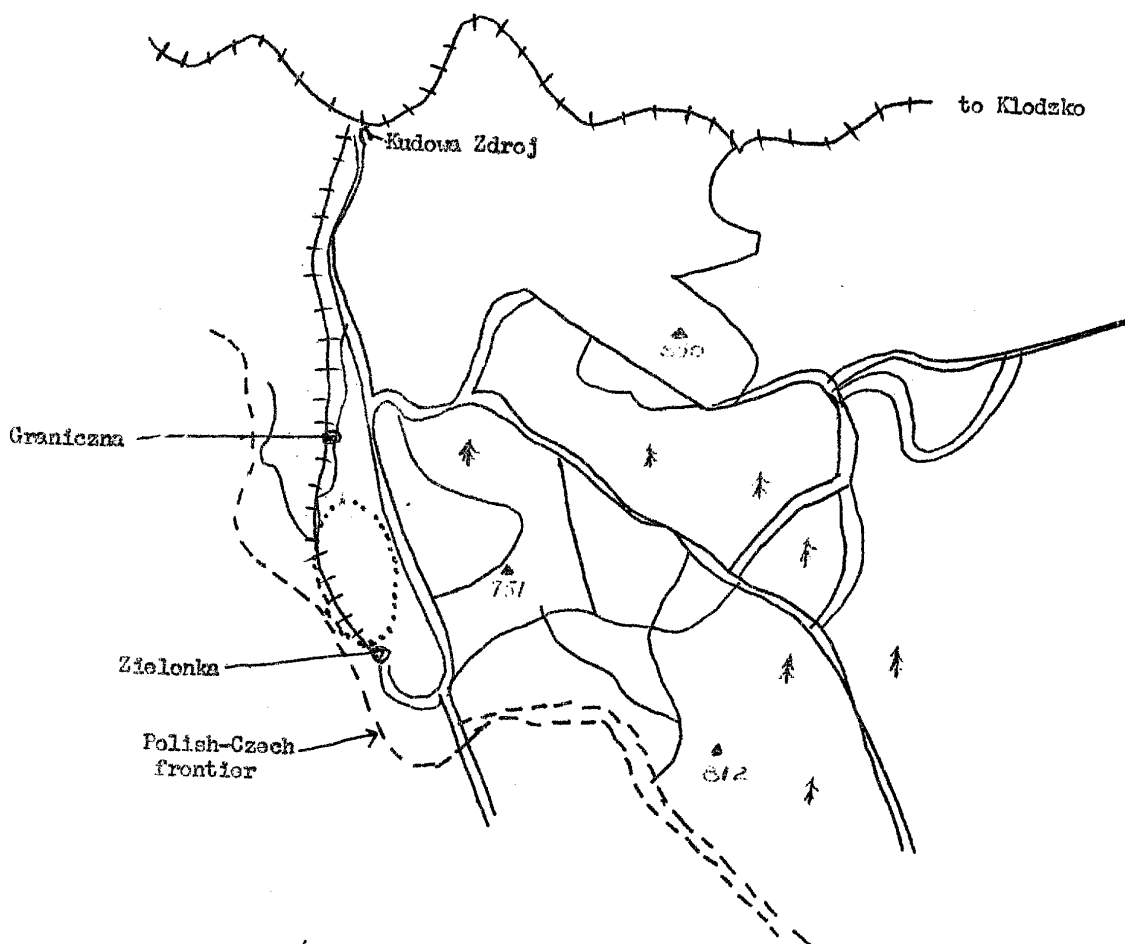 to Klodzko
Kudowa Zdroj
Graniczna
751
Zielonka
Polish-Czech
frontier
812